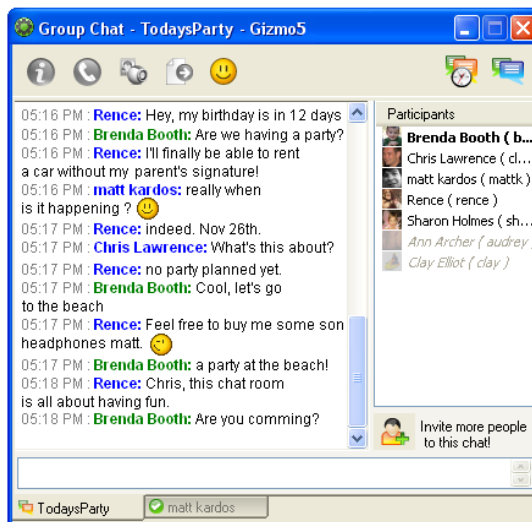 Group Chat - TodaysParty - Gizmo5
05:16 PM : Rence: Hey, my birthday is in 12 days
05:16 PM : Brenda Booth: Are we having a party?
05:16 PM : Rence: I'll finally be able to rent
a car without my parent's signature!
05:16 PM : matt kardos: really when
is it happening ?
05:17 PM : Rence: indeed. Nov 26th.
05:17 PM : Chris Lawrence: What's this about?
05:17 PM : Rence: no party planned yet.
05:17 PM : Brenda Booth: Cool, let's go
to the beach
05:17 PM : Rence: Feel free to buy me some son
headphones matt.
05:17 PM : Brenda Booth: a party at the beach!
05:18 PM : Rence: Chris, this chat room
is all about having fun.
05:18 PM : Brenda Booth: Are you comming?
Participants
Brenda Booth ( b...
Chris Lawrence ( cl...
matt kardos ( mattk )
Rence ( rence )
Sharon Holmes ( sh...
Ann Archer ( audrey )
Clay Elliot ( clay )
Invite more people
to this chat!
TodaysParty
matt kardos